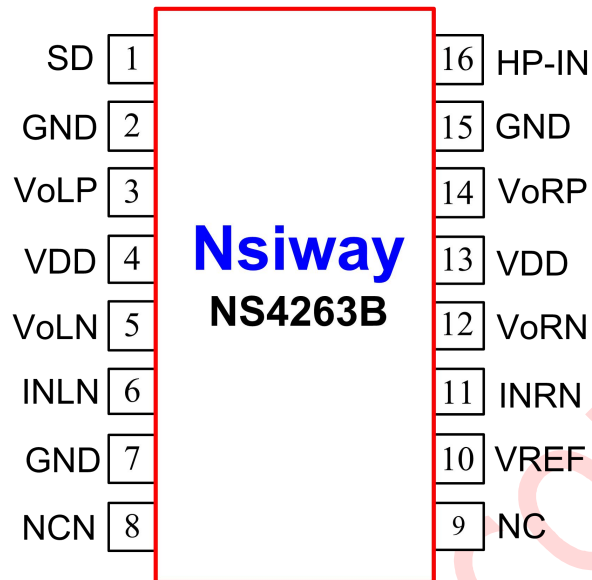 SD 1 16 HP-IN
GND 2 15 GND
VoLP 3 14 VoRP
VDD 4 13 VDD
Nsiway
NS4263B
VoLN 5 12 VoRN
INLN 6 11 INRN
GND 7 10 VREF
NCN 8 9 NC